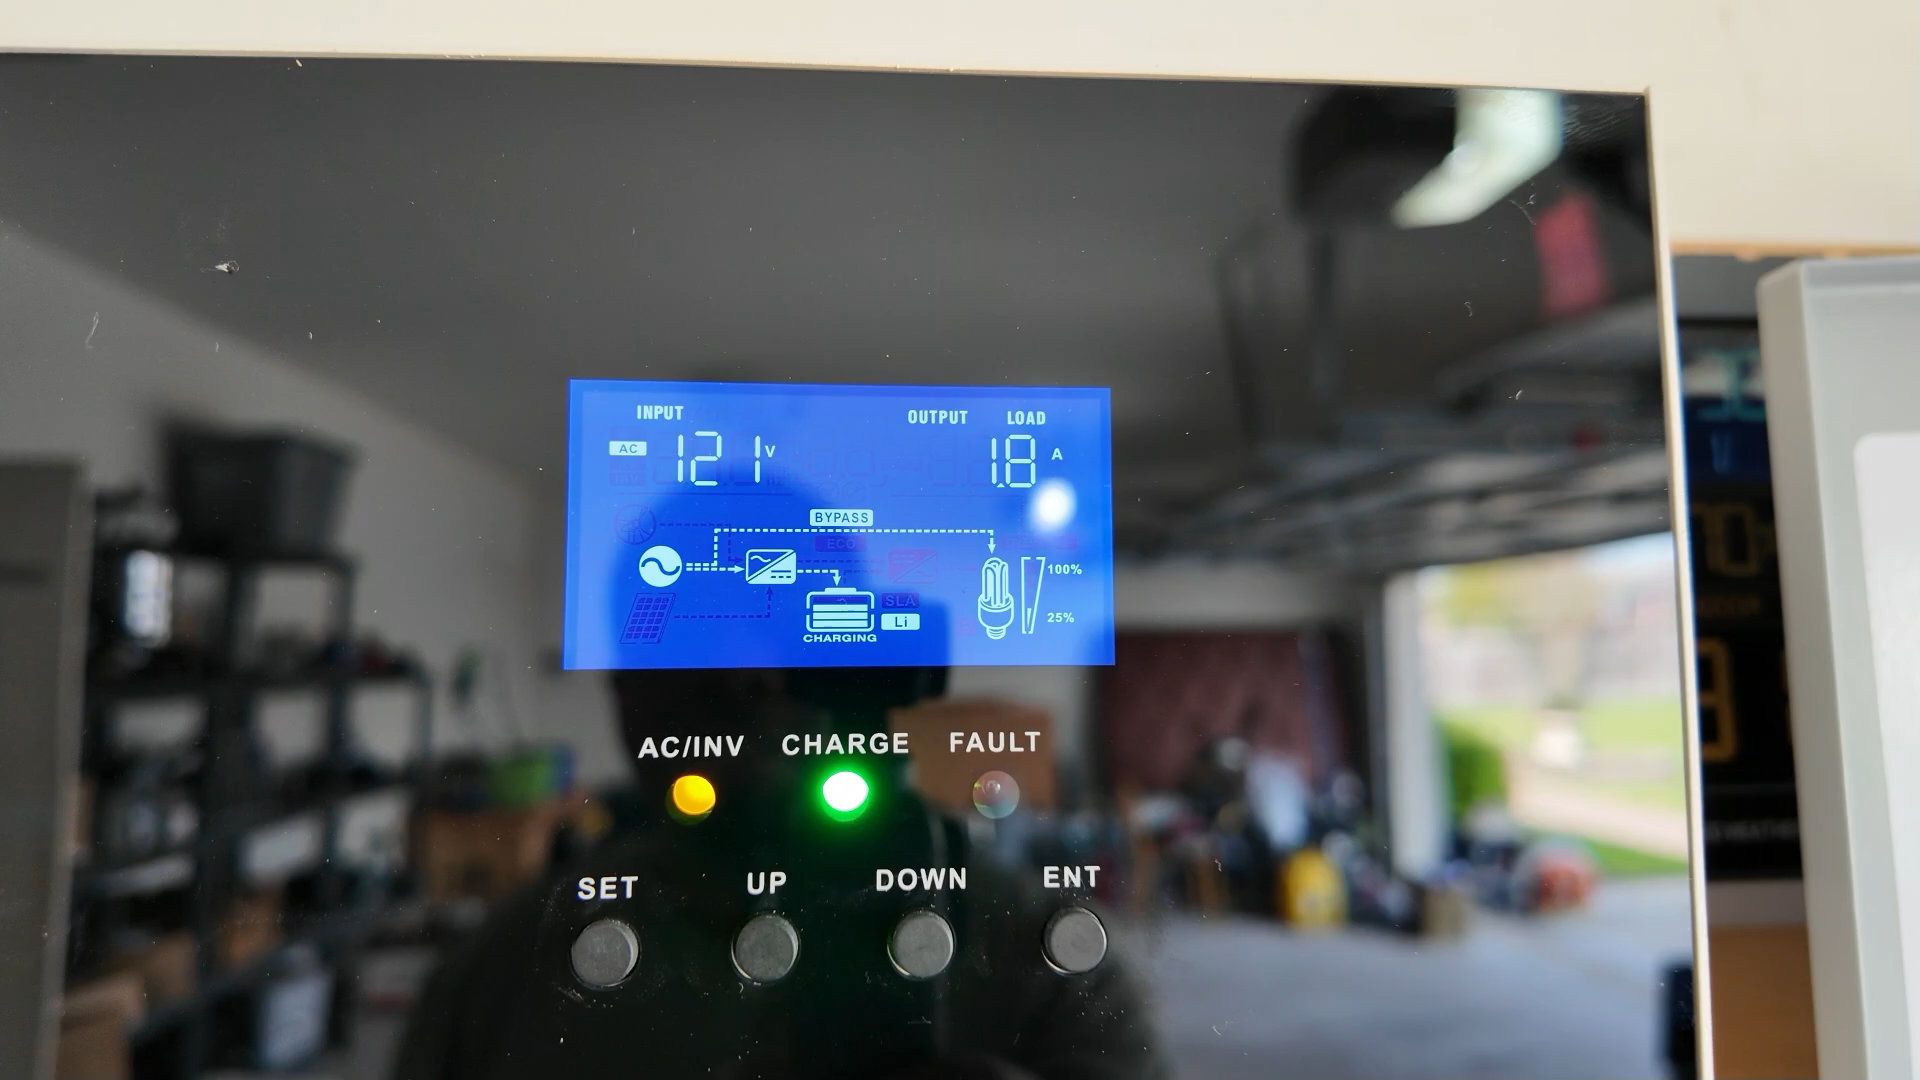 INPUT OUTPUT LOAD
AC 121 V 1.8 A
BYPASS
ECO
100%
SLA
Li
25%
CHARGING
AC/INV CHARGE FAULT
SET UP DOWN ENT